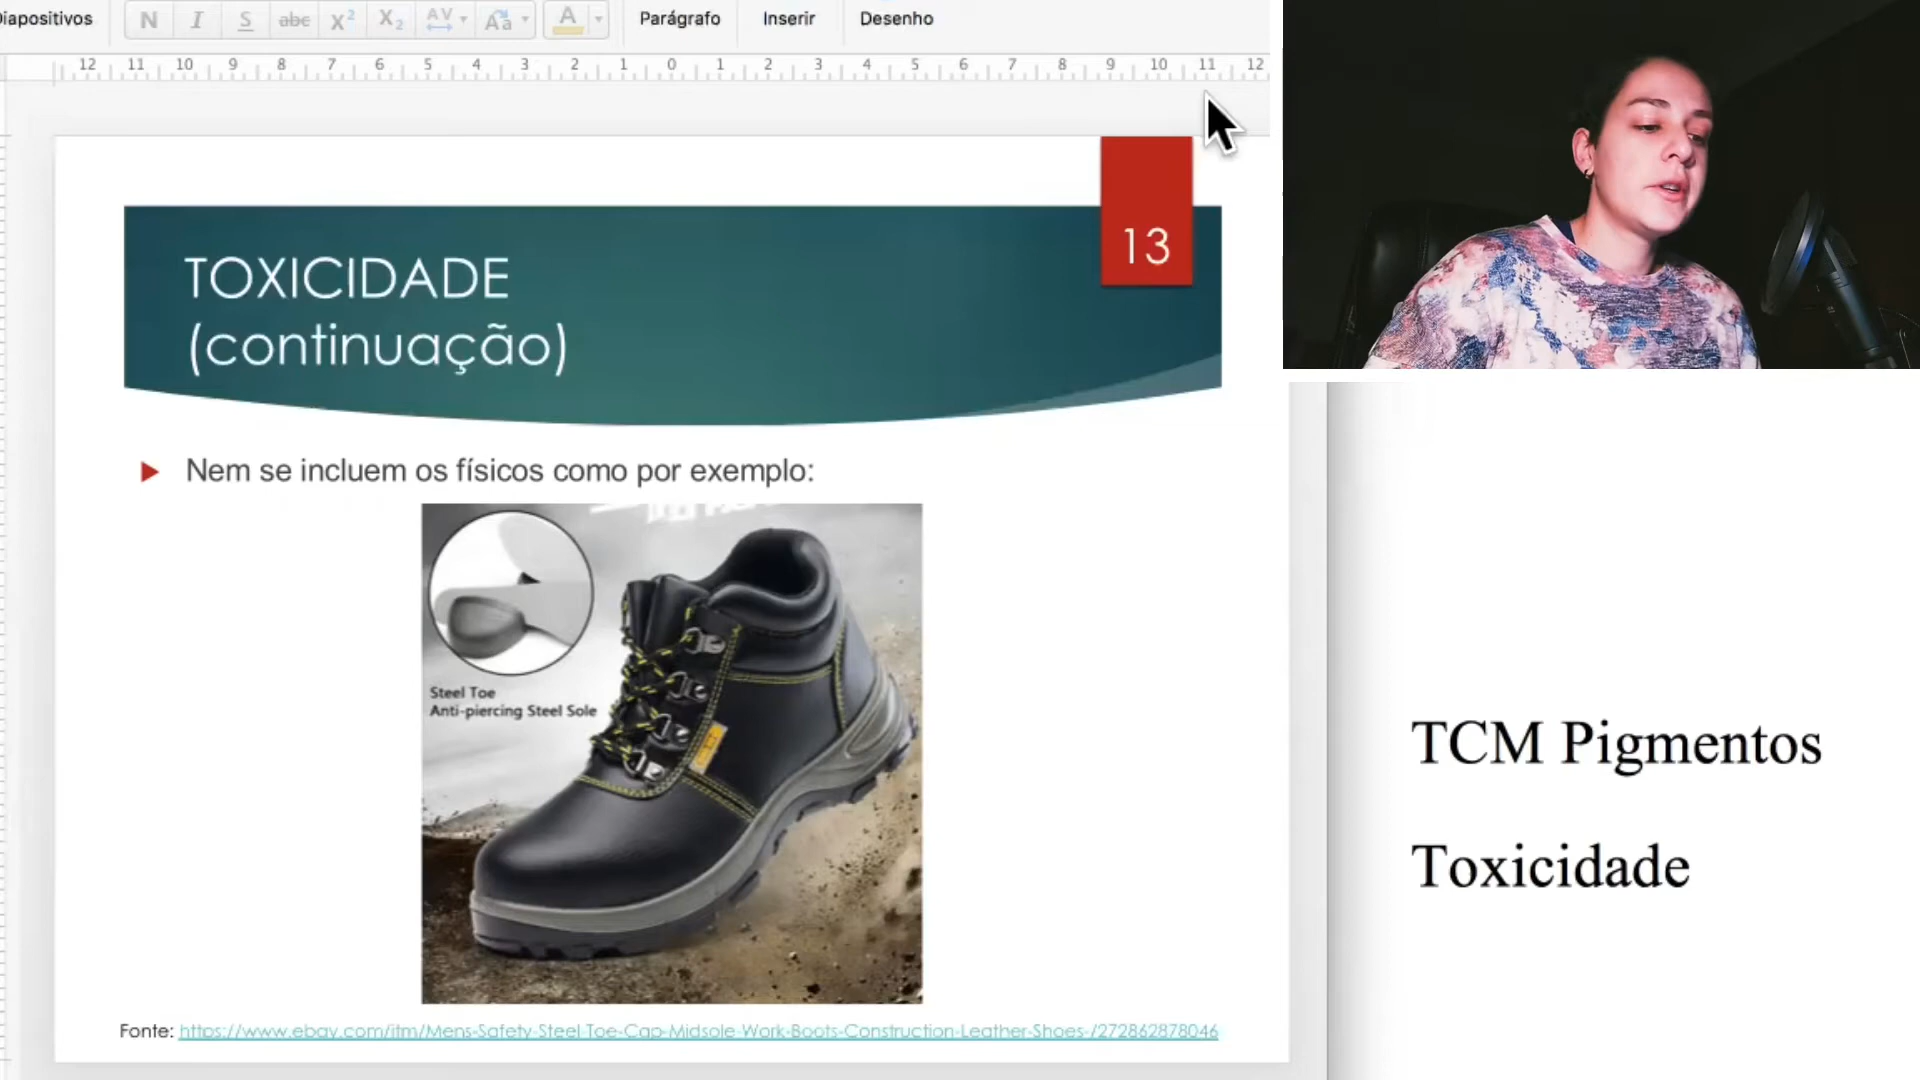 Diapositivos
N I S abc X² X₂ AV Aa A
Parágrafo
Inserir
Desenho
12 11 10 9 8 7 6 5 4 3 2 1 0 1 2 3 4 5 6 7 8 9 10 11 12
13
TOXICIDADE
(continuação)
Nem se incluem os físicos como por exemplo:
Steel Toe
Anti-piercing Steel Sole
Fonte: https://www.ebay.com/itm/Mens-Safety-Steel-Toe-Cap-Midsole-Work-Boots-Construction-Leather-Shoes-/272862878046
TCM Pigmentos
Toxicidade